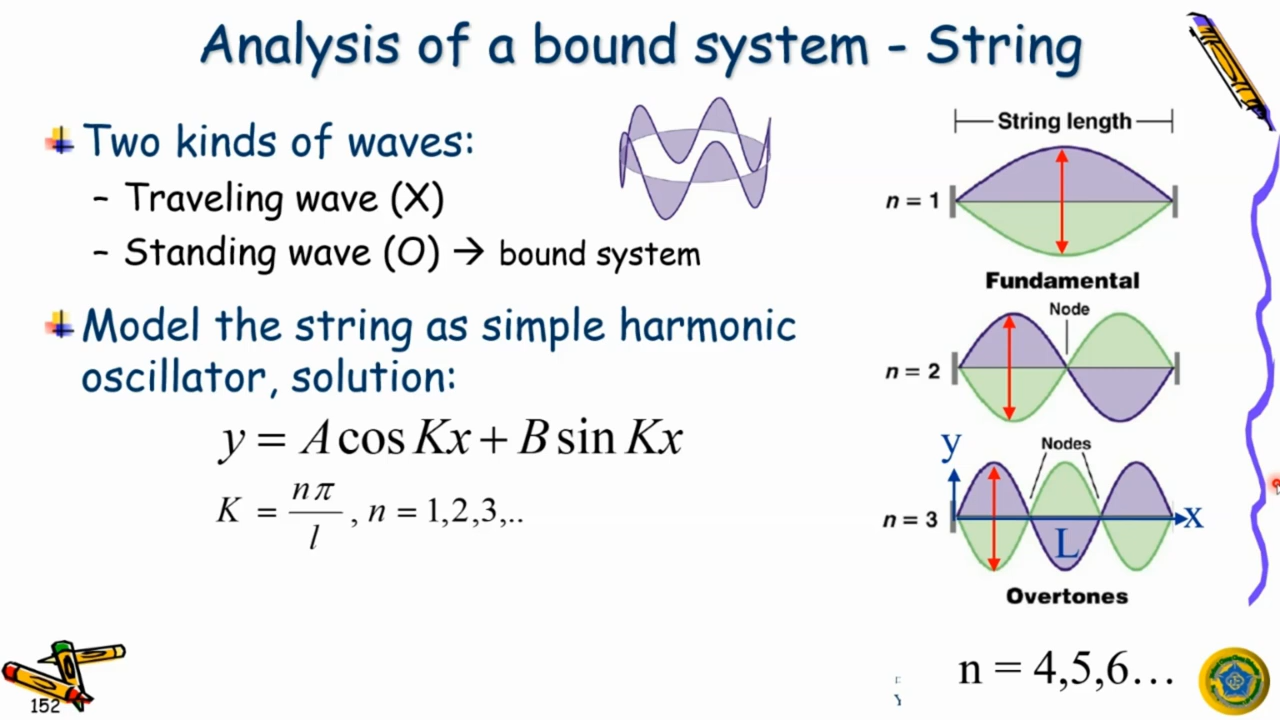 Analysis of a bound system - String
Two kinds of waves:
– Traveling wave (X)
– Standing wave (O) → bound system
Model the string as simple harmonic
oscillator, solution:
y = A cos Kx + B sin Kx
K = nπ/l , n = 1,2,3,..
String length
n = 1
Fundamental
Node
n = 2
y
Nodes
n = 3
x
L
Overtones
n = 4,5,6...
152